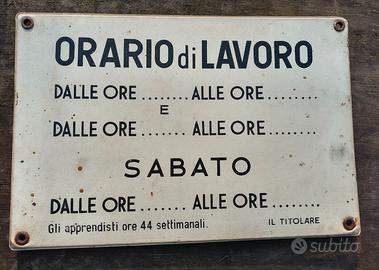 ORARIO di LAVORO
DALLE ORE ....... ALLE ORE ........
E
DALLE ORE ....... ALLE ORE ........
SABATO
DALLE ORE ....... ALLE ORE ........
Gli apprendisti ore 44 settimanali. IL TITOLARE
subito